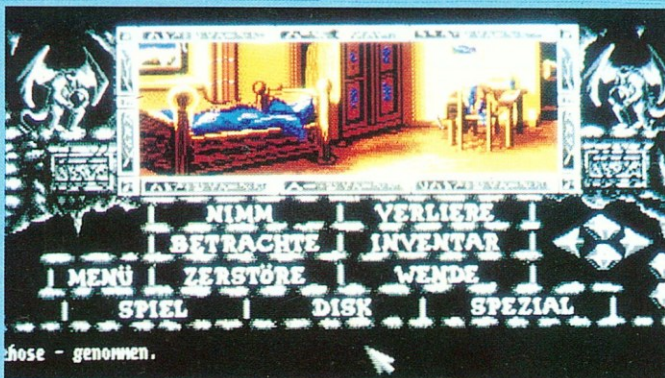 NIMM VERLIERE
BETRACHTE INVENTAR
MENÜ ZERSTÖRE WENDE
SPIEL DISK SPEZIAL
hose - genommen.